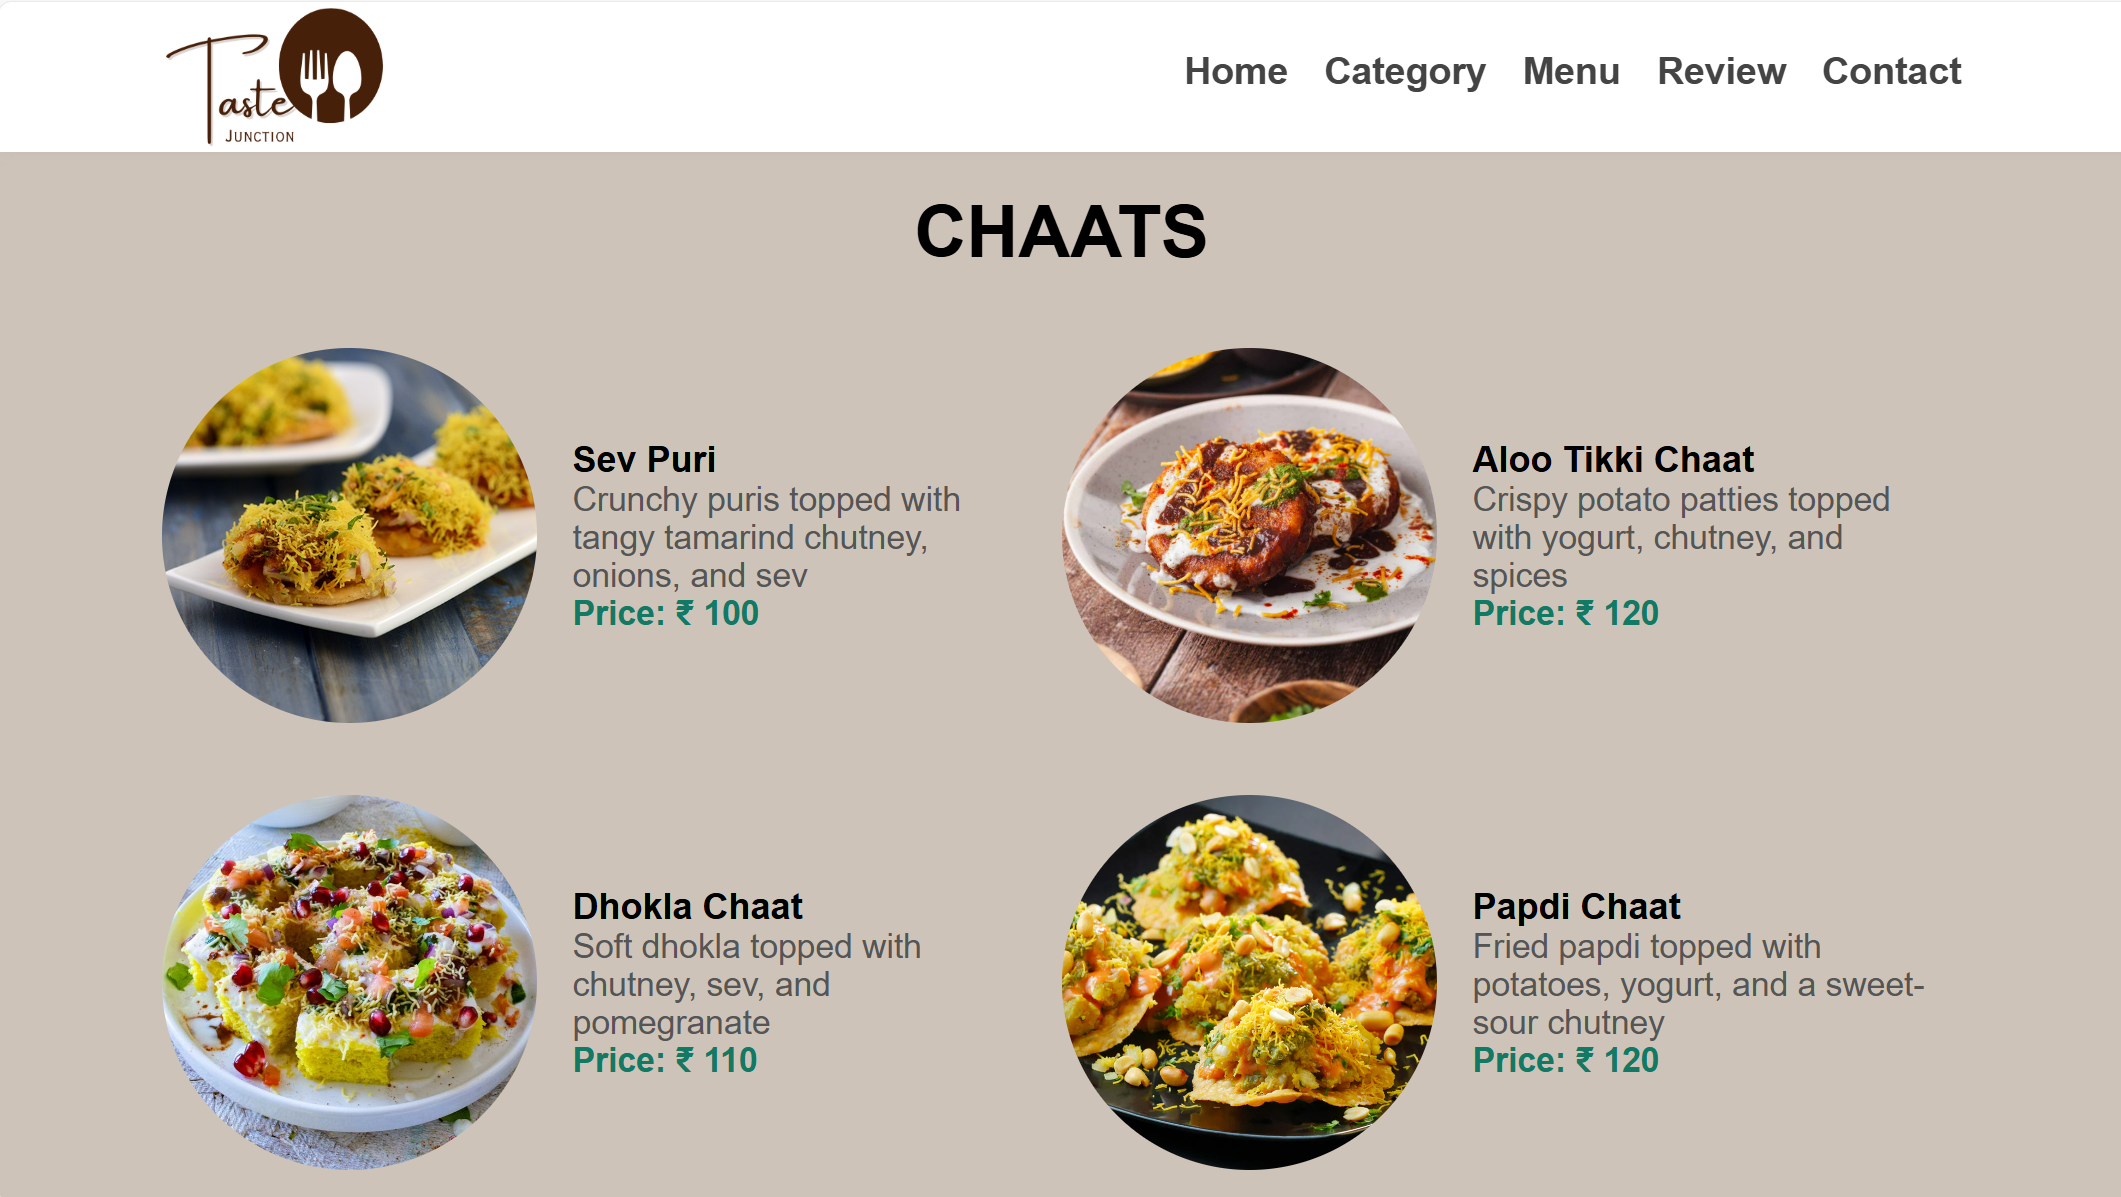 Taste
JUNCTION
Home Category Menu Review Contact
CHAATS
Sev Puri
Crunchy puris topped with
tangy tamarind chutney,
onions, and sev
Price: ₹ 100
Aloo Tikki Chaat
Crispy potato patties topped
with yogurt, chutney, and
spices
Price: ₹ 120
Dhokla Chaat
Soft dhokla topped with
chutney, sev, and
pomegranate
Price: ₹ 110
Papdi Chaat
Fried papdi topped with
potatoes, yogurt, and a sweet-
sour chutney
Price: ₹ 120